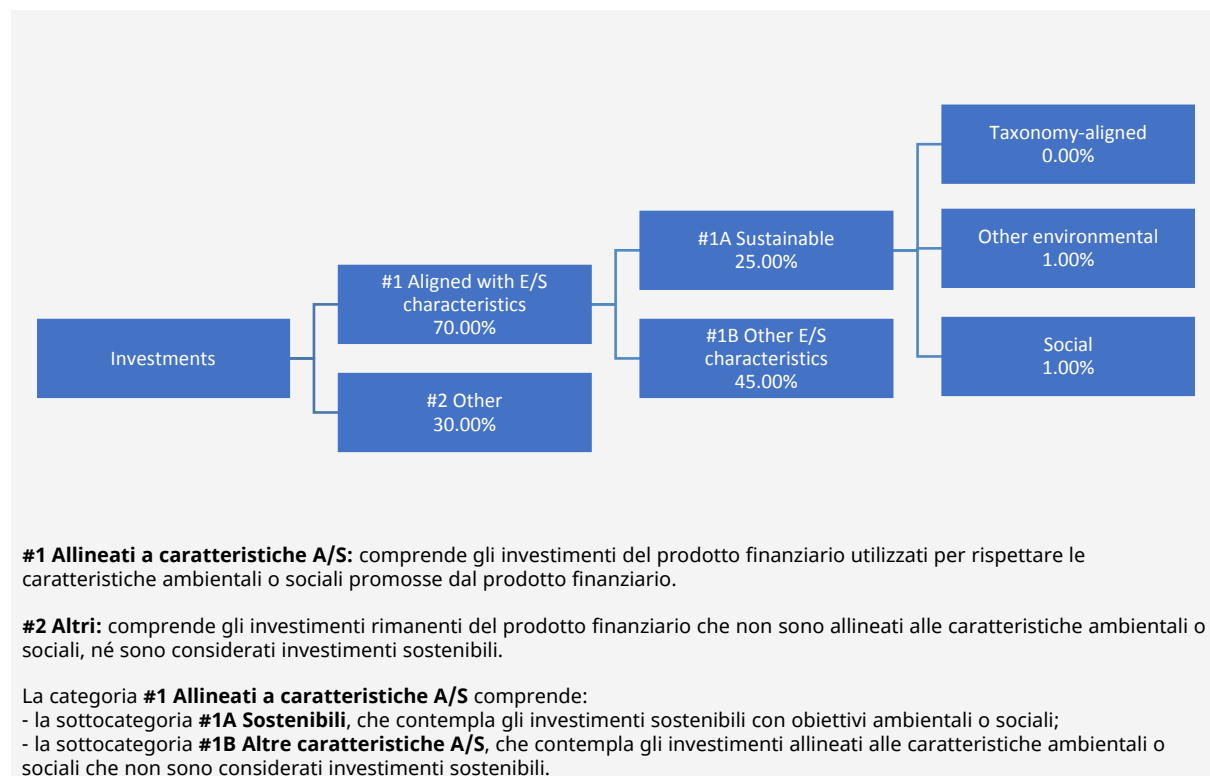 Investments
#1 Aligned with E/S
characteristics
70.00%
#2 Other
30.00%
#1A Sustainable
25.00%
#1B Other E/S
characteristics
45.00%
Taxonomy-aligned
0.00%
Other environmental
1.00%
Social
1.00%
#1 Allineati a caratteristiche A/S: comprende gli investimenti del prodotto finanziario utilizzati per rispettare le
caratteristiche ambientali o sociali promosse dal prodotto finanziario.
#2 Altri: comprende gli investimenti rimanenti del prodotto finanziario che non sono allineati alle caratteristiche ambientali o
sociali, né sono considerati investimenti sostenibili.
La categoria #1 Allineati a caratteristiche A/S comprende:
- la sottocategoria #1A Sostenibili, che contempla gli investimenti sostenibili con obiettivi ambientali o sociali;
- la sottocategoria #1B Altre caratteristiche A/S, che contempla gli investimenti allineati alle caratteristiche ambientali o
sociali che non sono considerati investimenti sostenibili.